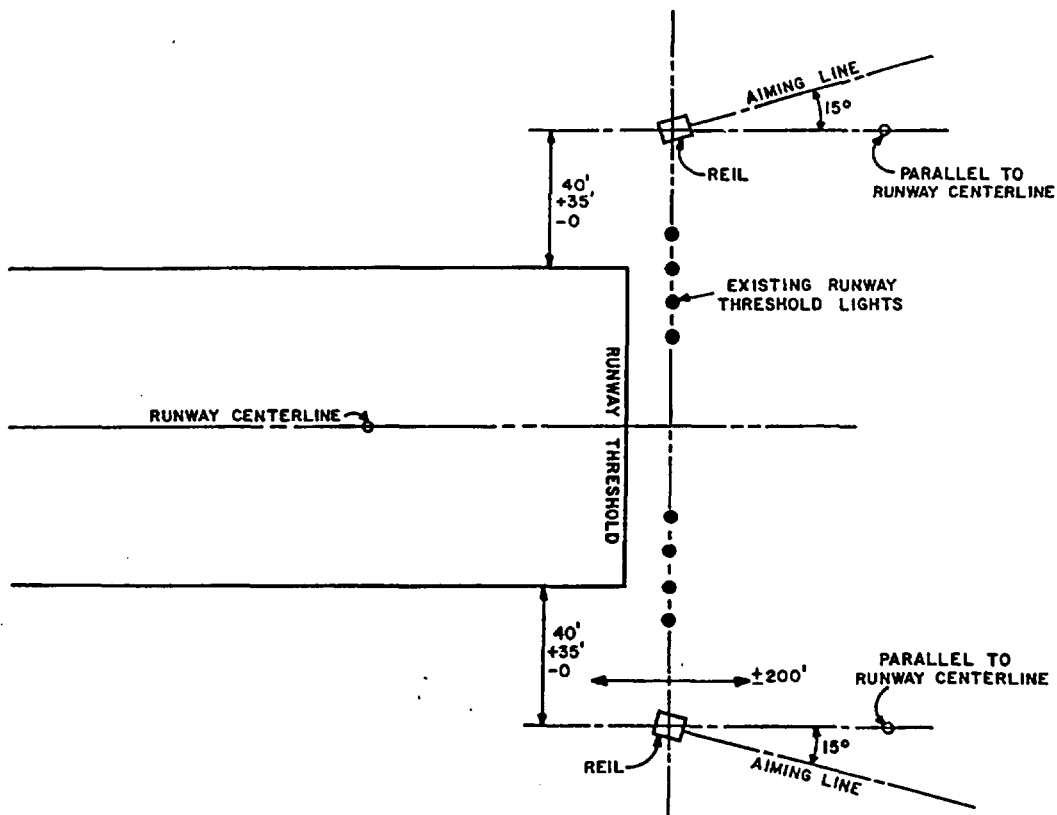 AIMING LINE
15°
REIL
PARALLEL TO
RUNWAY CENTERLINE
40'
+35'
-0
EXISTING RUNWAY
THRESHOLD LIGHTS
RUNWAY THRESHOLD
RUNWAY CENTERLINE
40'
+35'
-0
±200'
PARALLEL TO
RUNWAY CENTERLINE
15°
REIL
AIMING LINE